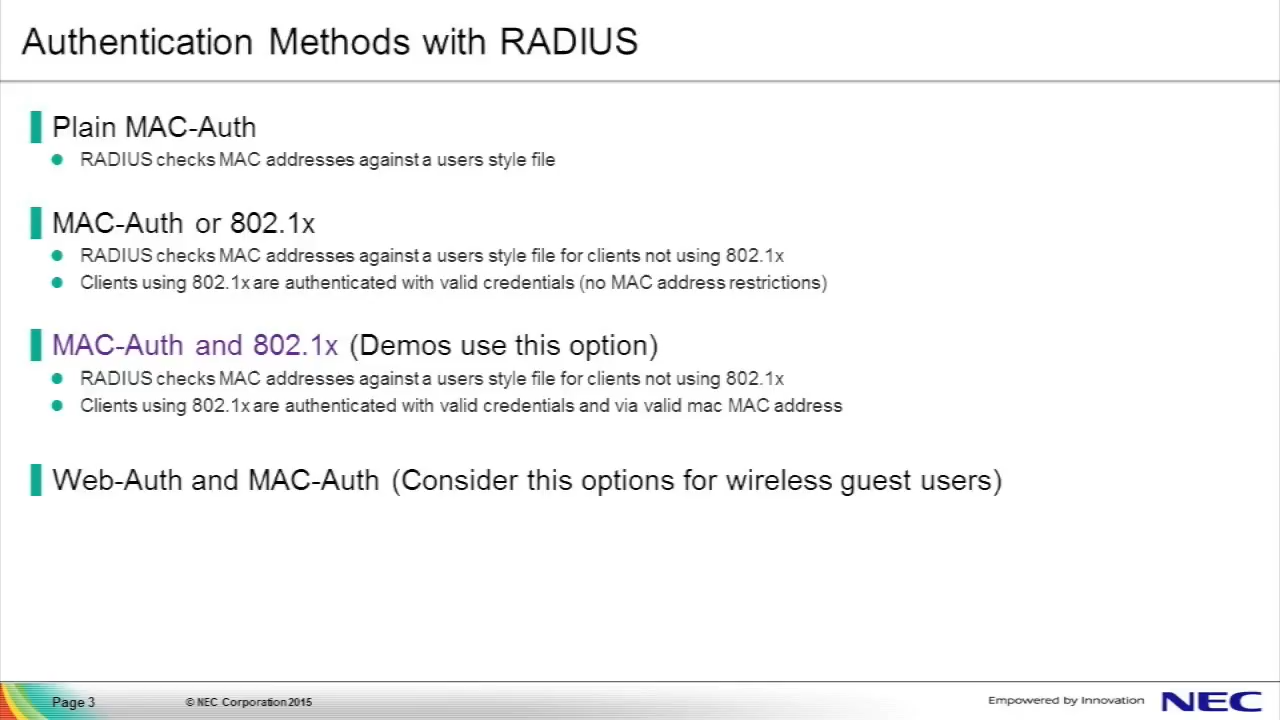 Authentication Methods with RADIUS
Plain MAC-Auth
RADIUS checks MAC addresses against a users style file
MAC-Auth or 802.1x
RADIUS checks MAC addresses against a users style file for clients not using 802.1x
Clients using 802.1x are authenticated with valid credentials (no MAC address restrictions)
MAC-Auth and 802.1x (Demos use this option)
RADIUS checks MAC addresses against a users style file for clients not using 802.1x
Clients using 802.1x are authenticated with valid credentials and via valid mac MAC address
Web-Auth and MAC-Auth (Consider this options for wireless guest users)
Page 3 © NEC Corporation 2015 Empowered by Innovation NEC